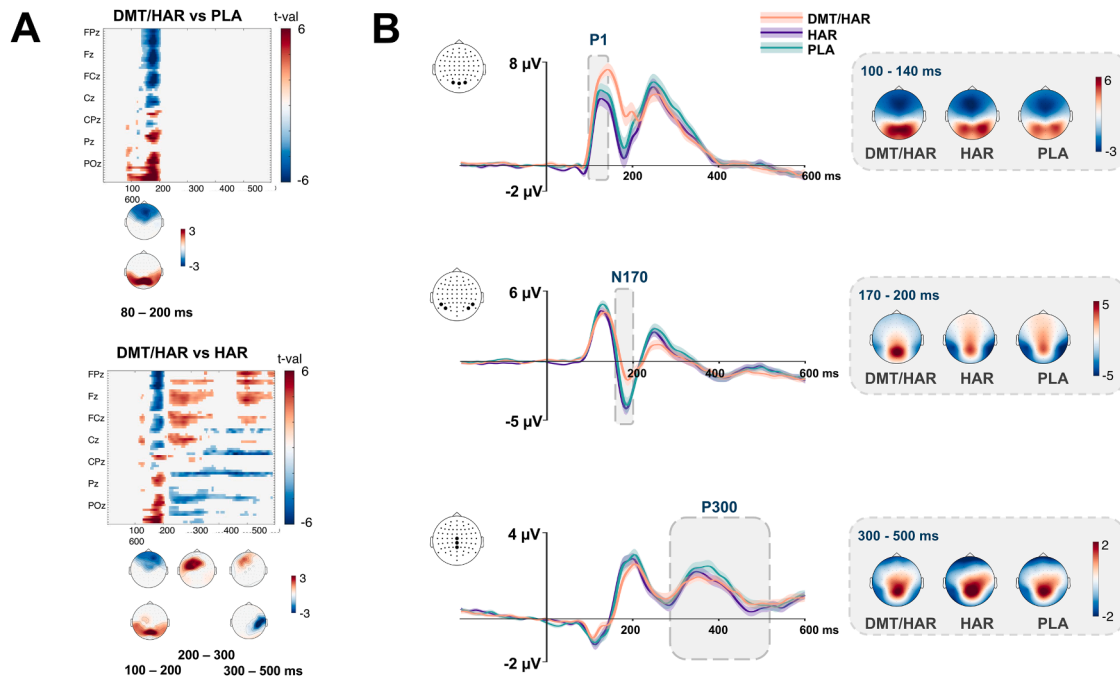 A
DMT/HAR vs PLA
t-val
6
-6
FPz
Fz
FCz
Cz
CPz
Pz
POz
100 200 300 400 500
600
3
-3
80 – 200 ms
DMT/HAR vs HAR
t-val
6
-6
FPz
Fz
FCz
Cz
CPz
Pz
POz
100 200 300 400 500
600
3
-3
200 – 300
100 – 200 300 – 500 ms
B
DMT/HAR
HAR
PLA
P1
8 µV
-2 µV
200 400 600 ms
100 - 140 ms
6
-3
DMT/HAR HAR PLA
N170
6 µV
-5 µV
200 400 600 ms
170 - 200 ms
5
-5
DMT/HAR HAR PLA
P300
4 µV
-2 µV
200 400 600 ms
300 - 500 ms
2
-2
DMT/HAR HAR PLA